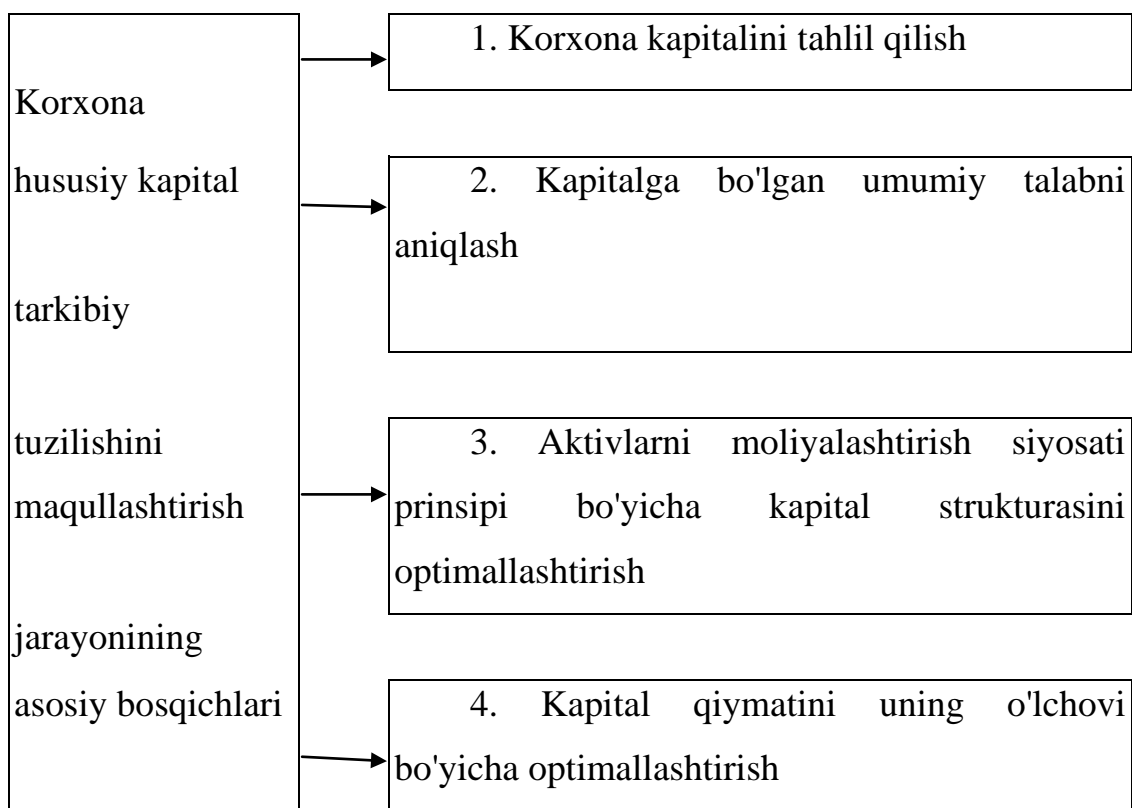 Korxona
hususiy kapital
tarkibiy
tuzilishini
maqullashtirish
jarayonining
asosiy bosqichlari
1. Korxona kapitalini tahlil qilish
2. Kapitalga bo'lgan umumiy talabni
aniqlash
3. Aktivlarni moliyalashtirish siyosati
prinsipi bo'yicha kapital strukturasini
optimallashtirish
4. Kapital qiymatini uning o'lchovi
bo'yicha optimallashtirish